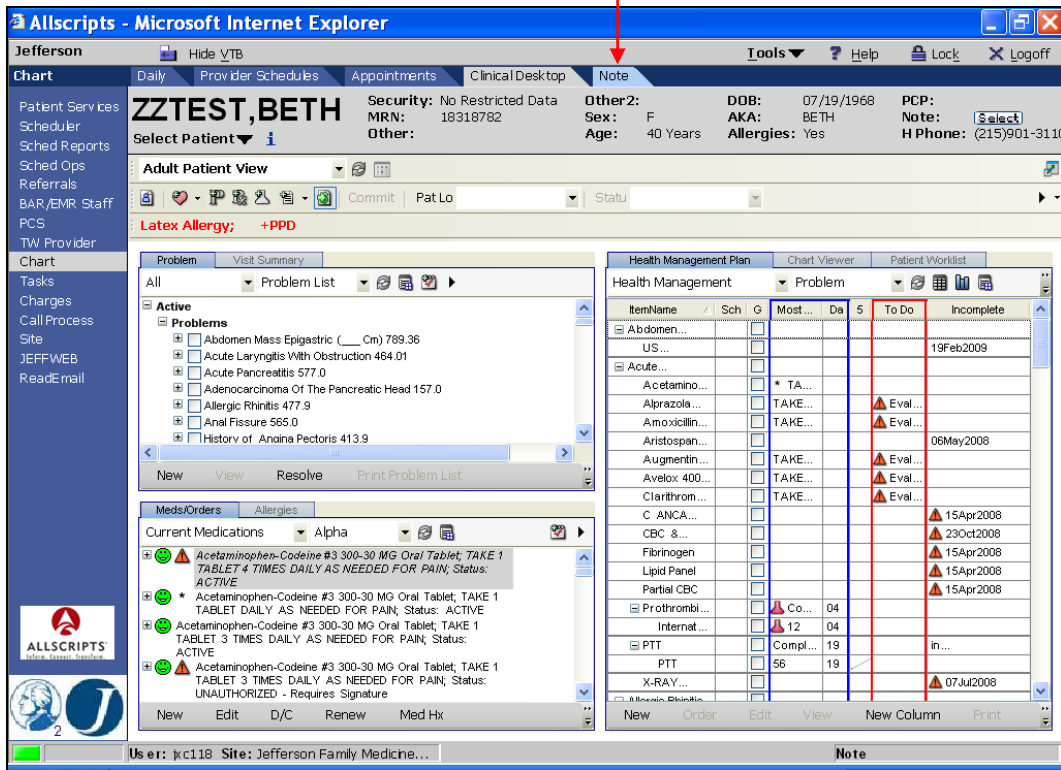 Allscripts - Microsoft Internet Explorer
Jefferson Hide VTB Tools Help Lock Logoff
Chart Daily Provider Schedules Appointments Clinical Desktop Note
Patient Services
Scheduler
Sched Reports
Sched Ops
Referrals
BAR/EMR Staff
PCS
TW Provider
Chart
Tasks
Charges
CallProcess
Site
JEFFWEB
ReadEmail
ALLSCRIPTS
Inform. Connect. Transform.
2
ZZTEST,BETH Security: No Restricted Data Other2: DOB: 07/19/1968 PCP:
MRN: 18318782 Sex: F AKA: BETH Note: Select
Select Patient i Other: Age: 40 Years Allergies: Yes H Phone: (215)901-3110
Adult Patient View
Commit Pat Lo Statu
Latex Allergy; +PPD
Problem Visit Summary
All Problem List
Active
Problems
Abdomen Mass Epigastric (___ Cm) 789.36
Acute Laryngitis With Obstruction 464.01
Acute Pancreatitis 577.0
Adenocarcinoma Of The Pancreatic Head 157.0
Allergic Rhinitis 477.9
Anal Fissure 565.0
History of Angina Pectoris 413.9
New View Resolve Print Problem List
Meds/Orders Allergies
Current Medications Alpha
Acetaminophen-Codeine #3 300-30 MG Oral Tablet; TAKE 1
TABLET 4 TIMES DAILY AS NEEDED FOR PAIN; Status:
ACTIVE
* Acetaminophen-Codeine #3 300-30 MG Oral Tablet; TAKE 1
TABLET DAILY AS NEEDED FOR PAIN; Status: ACTIVE
Acetaminophen-Codeine #3 300-30 MG Oral Tablet; TAKE 1
TABLET 3 TIMES DAILY AS NEEDED FOR PAIN; Status:
ACTIVE
Acetaminophen-Codeine #3 300-30 MG Oral Tablet; TAKE 1
TABLET 3 TIMES DAILY AS NEEDED FOR PAIN; Status:
UNAUTHORIZED - Requires Signature
New Edit D/C Renew Med Hx
Health Management Plan Chart Viewer Patient Worklist
Health Management Problem
ItemName Sch G Most... Da 5 To Do Incomplete
Abdomen...
US... 19Feb2009
Acute...
Acetamino... * TA...
Alprazola... TAKE... Eval...
Amoxicillin... TAKE... Eval...
Aristospan... 06May2008
Augmentin... TAKE... Eval...
Avelox 400... TAKE... Eval...
Clarithrom... TAKE... Eval...
C ANCA... 15Apr2008
CBC &... 23Oct2008
Fibrinogen 15Apr2008
Lipid Panel 15Apr2008
Partial CBC 15Apr2008
Prothrombi... Co... 04
Internat... 12 04
PTT Compl... 19 in...
PTT 56 19
X-RAY... 07Jul2008
Allergic Rhinitis
New Order Edit View New Column Print
User: jxc118 Site: Jefferson Family Medicine... Note